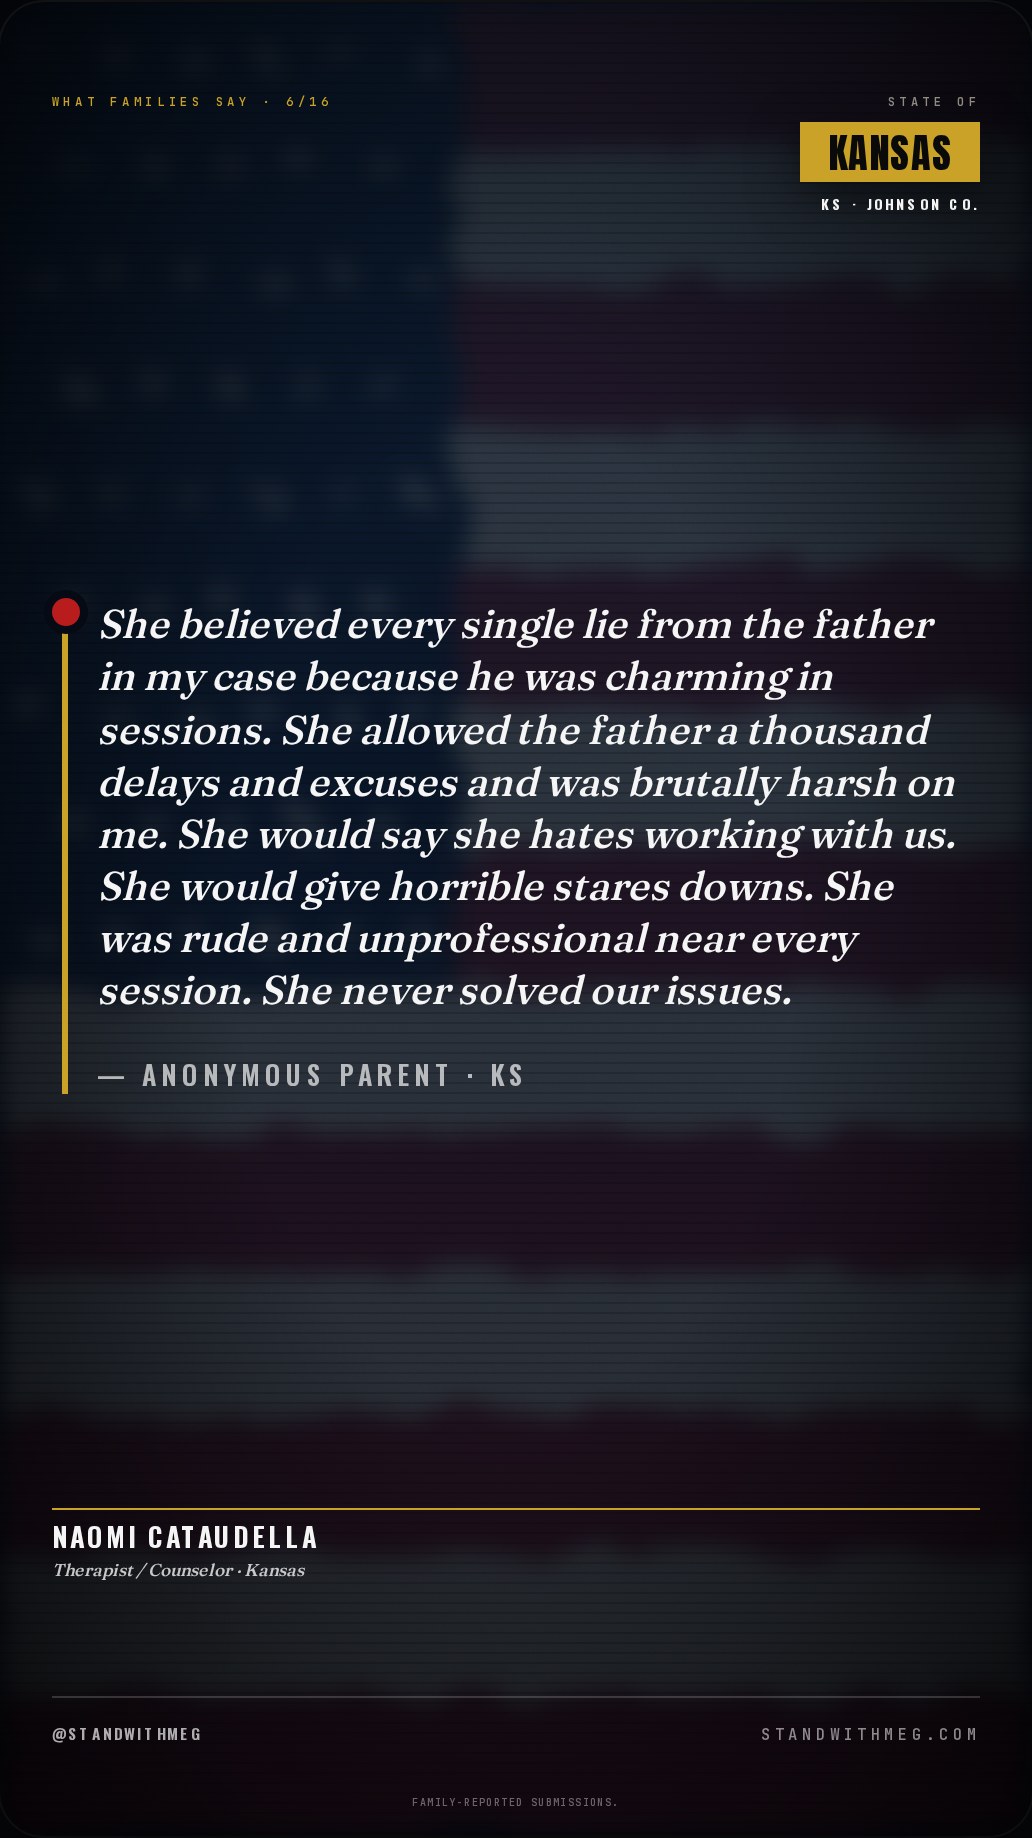 WHAT FAMILIES SAY · 6/16
STATE OF
KANSAS
KS · JOHNSON CO.
She believed every single lie from the father
in my case because he was charming in
sessions. She allowed the father a thousand
delays and excuses and was brutally harsh on
me. She would say she hates working with us.
She would give horrible stares downs. She
was rude and unprofessional near every
session. She never solved our issues.
— ANONYMOUS PARENT · KS
NAOMI CATAUDELLA
Therapist / Counselor · Kansas
@STANDWITHMEG
STANDWITHMEG.COM
FAMILY-REPORTED SUBMISSIONS.